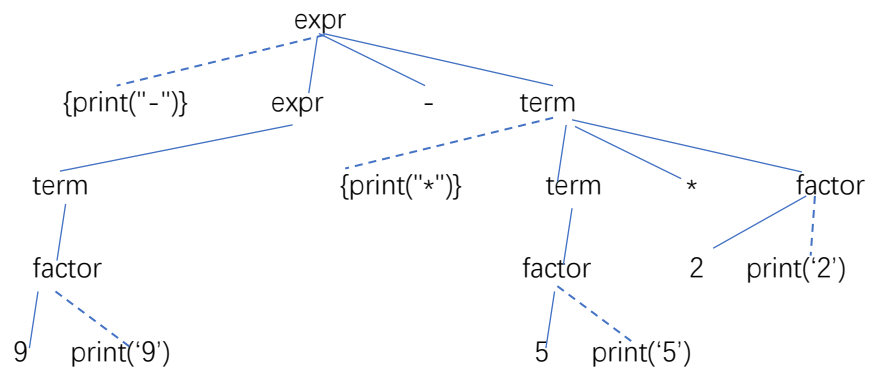 expr
{print("-")} expr - term
term {print("*")} term * factor
factor factor 2 print(‘2’)
9 print(‘9’) 5 print(‘5’)